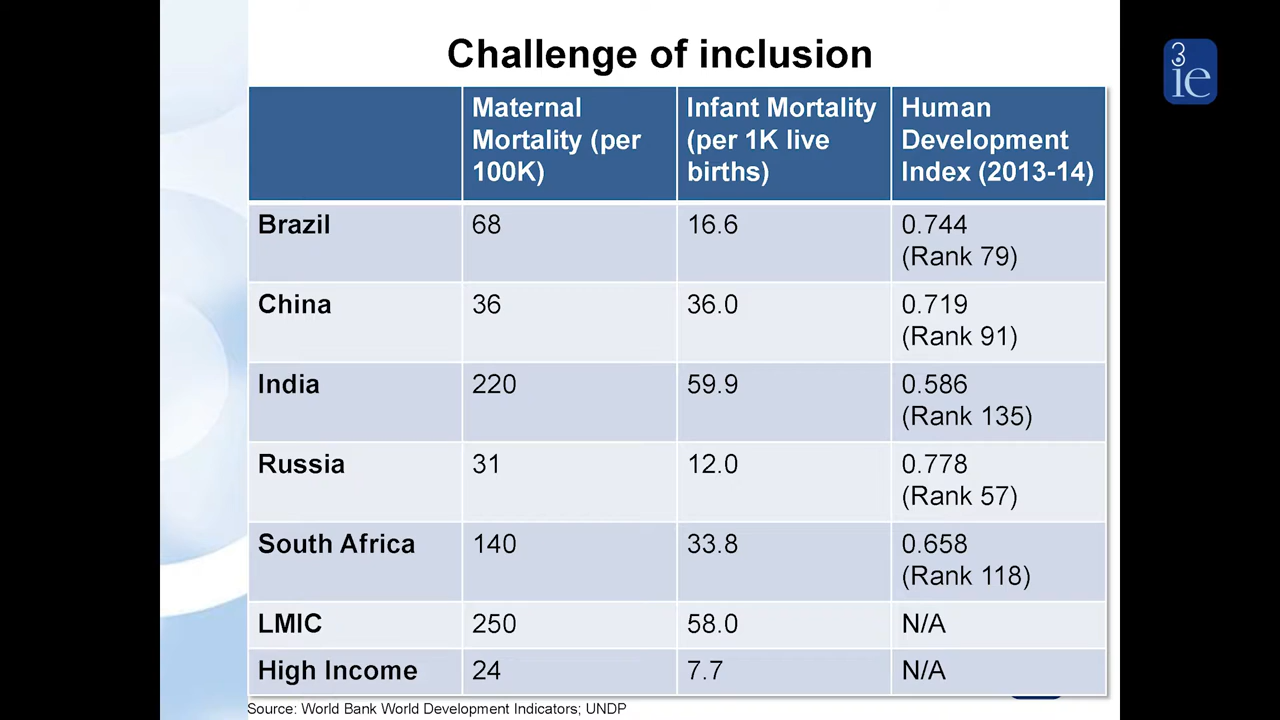 Challenge of inclusion
3
ie
Maternal
Mortality (per
100K)
Infant Mortality
(per 1K live
births)
Human
Development
Index (2013-14)
Brazil
68
16.6
0.744
(Rank 79)
China
36
36.0
0.719
(Rank 91)
India
220
59.9
0.586
(Rank 135)
Russia
31
12.0
0.778
(Rank 57)
South Africa
140
33.8
0.658
(Rank 118)
LMIC
250
58.0
N/A
High Income
24
7.7
N/A
Source: World Bank World Development Indicators; UNDP